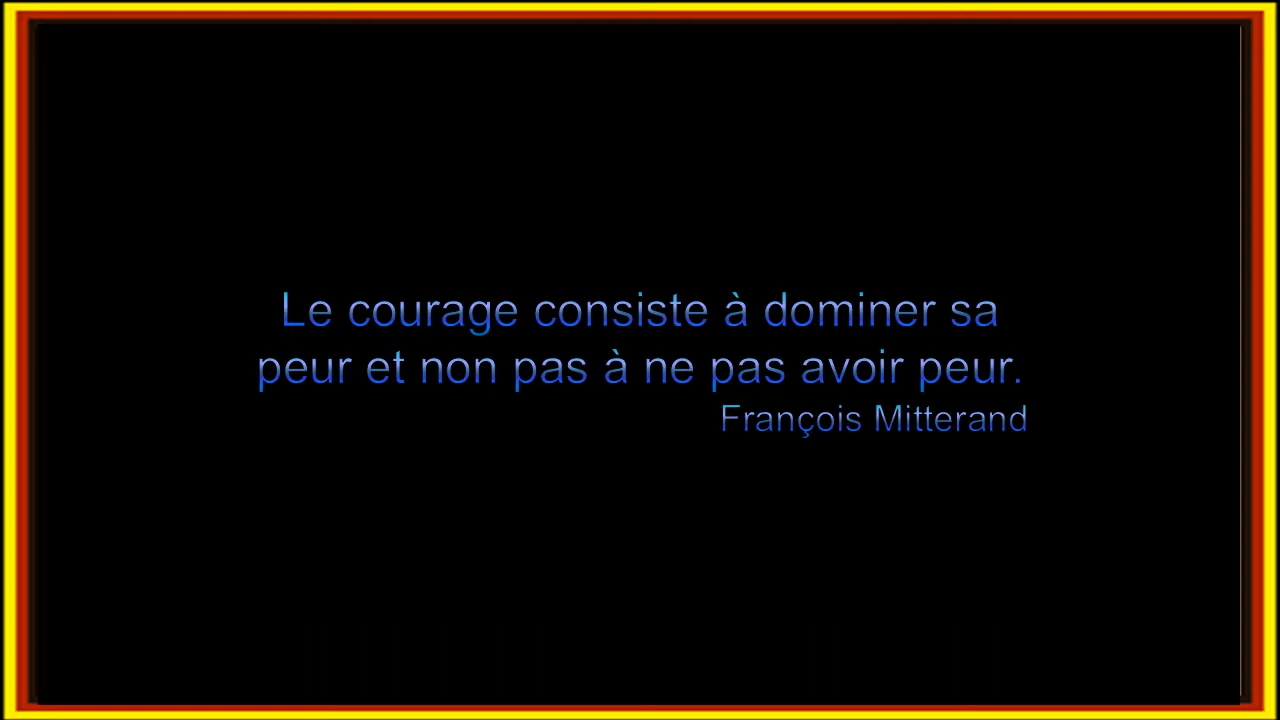 Le courage consiste à dominer sa
peur et non pas à ne pas avoir peur.
François Mitterand